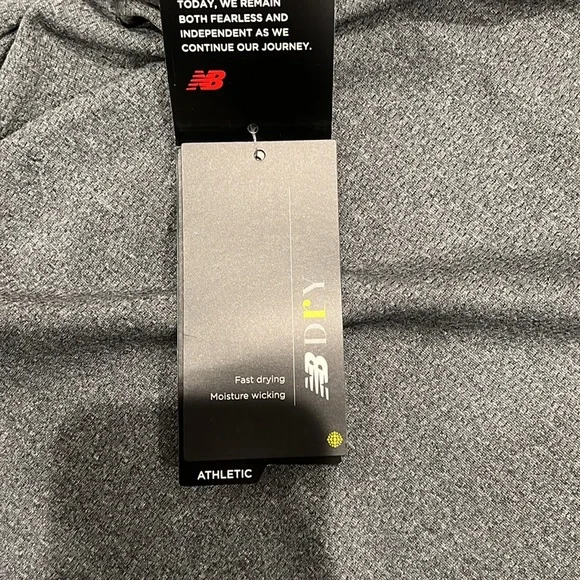 TODAY, WE REMAIN
BOTH FEARLESS AND
INDEPENDENT AS WE
CONTINUE OUR JOURNEY.
NB
NB DrY
Fast drying
Moisture wicking
ATHLETIC